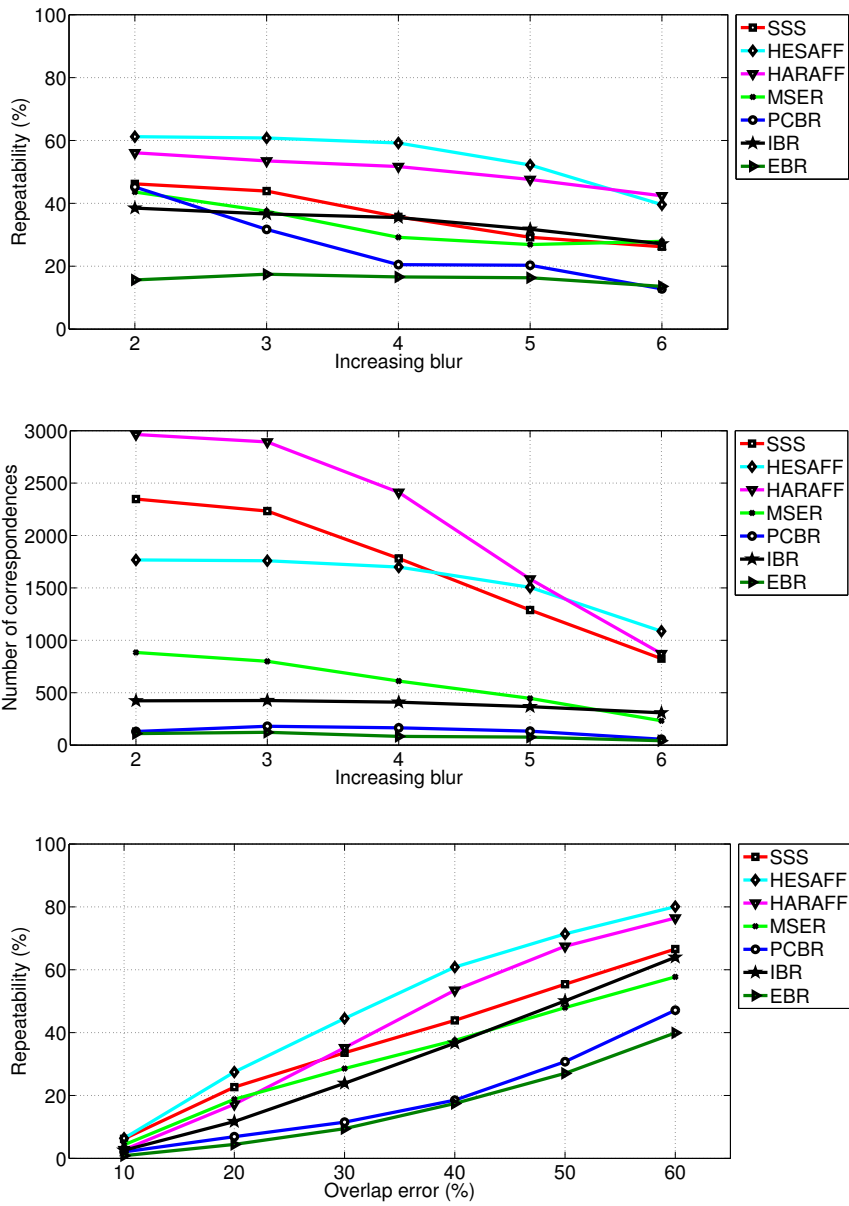 100
80
60
40
20
0
Repeatability (%)
2 3 4 5 6
Increasing blur
SSS
HESAFF
HARAFF
MSER
PCBR
IBR
EBR
3000
2500
2000
1500
1000
500
0
Number of correspondences
2 3 4 5 6
Increasing blur
SSS
HESAFF
HARAFF
MSER
PCBR
IBR
EBR
100
80
60
40
20
0
Repeatability (%)
10 20 30 40 50 60
Overlap error (%)
SSS
HESAFF
HARAFF
MSER
PCBR
IBR
EBR